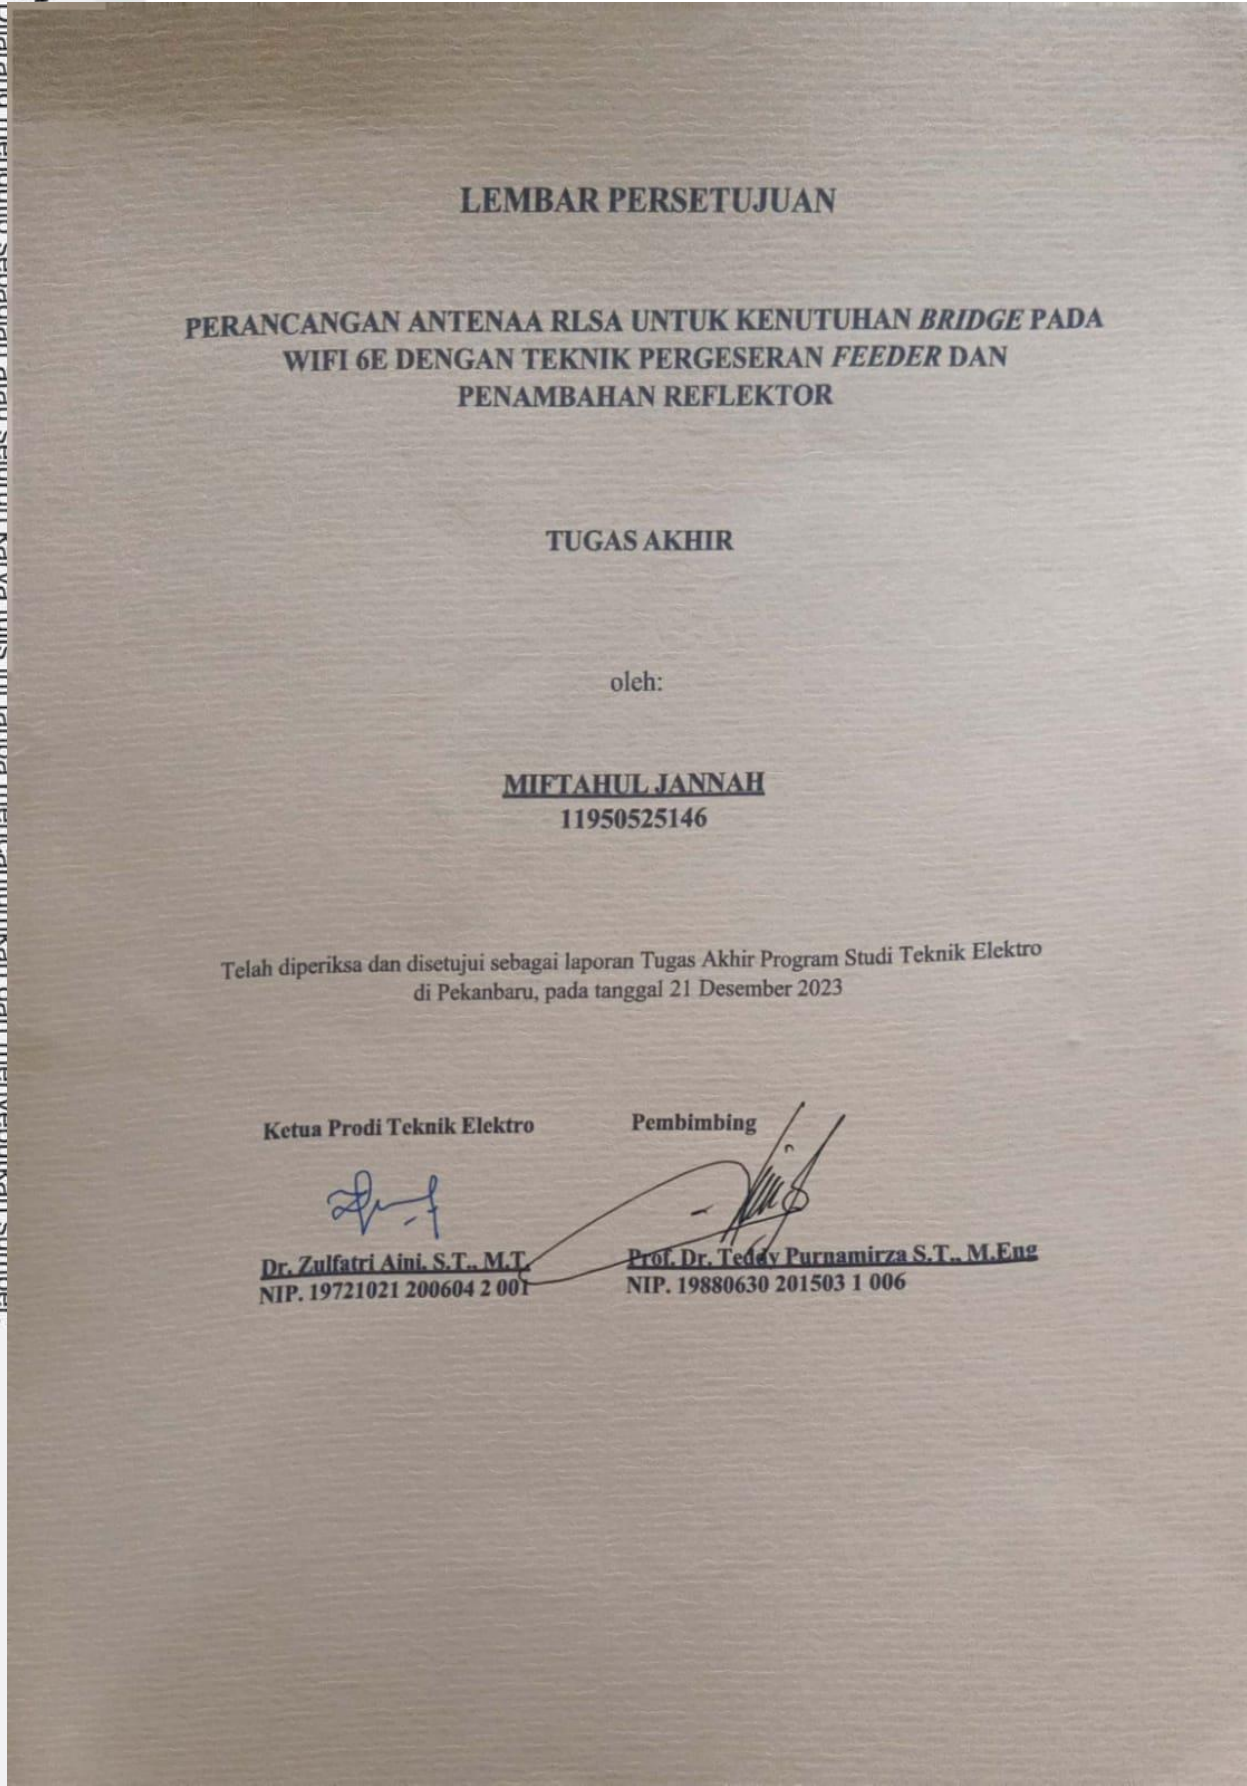 LEMBAR PERSETUJUAN
PERANCANGAN ANTENAA RLSA UNTUK KENUTUHAN BRIDGE PADA
WIFI 6E DENGAN TEKNIK PERGESERAN FEEDER DAN
PENAMBAHAN REFLEKTOR
TUGAS AKHIR
oleh:
MIFTAHUL JANNAH
11950525146
Telah diperiksa dan disetujui sebagai laporan Tugas Akhir Program Studi Teknik Elektro
di Pekanbaru, pada tanggal 21 Desember 2023
Ketua Prodi Teknik Elektro
Dr. Zulfatri Aini, S.T., M.T.
NIP. 19721021 200604 2 001
Pembimbing
Prof. Dr. Teddy Purnamirza S.T., M.Eng
NIP. 19880630 201503 1 006